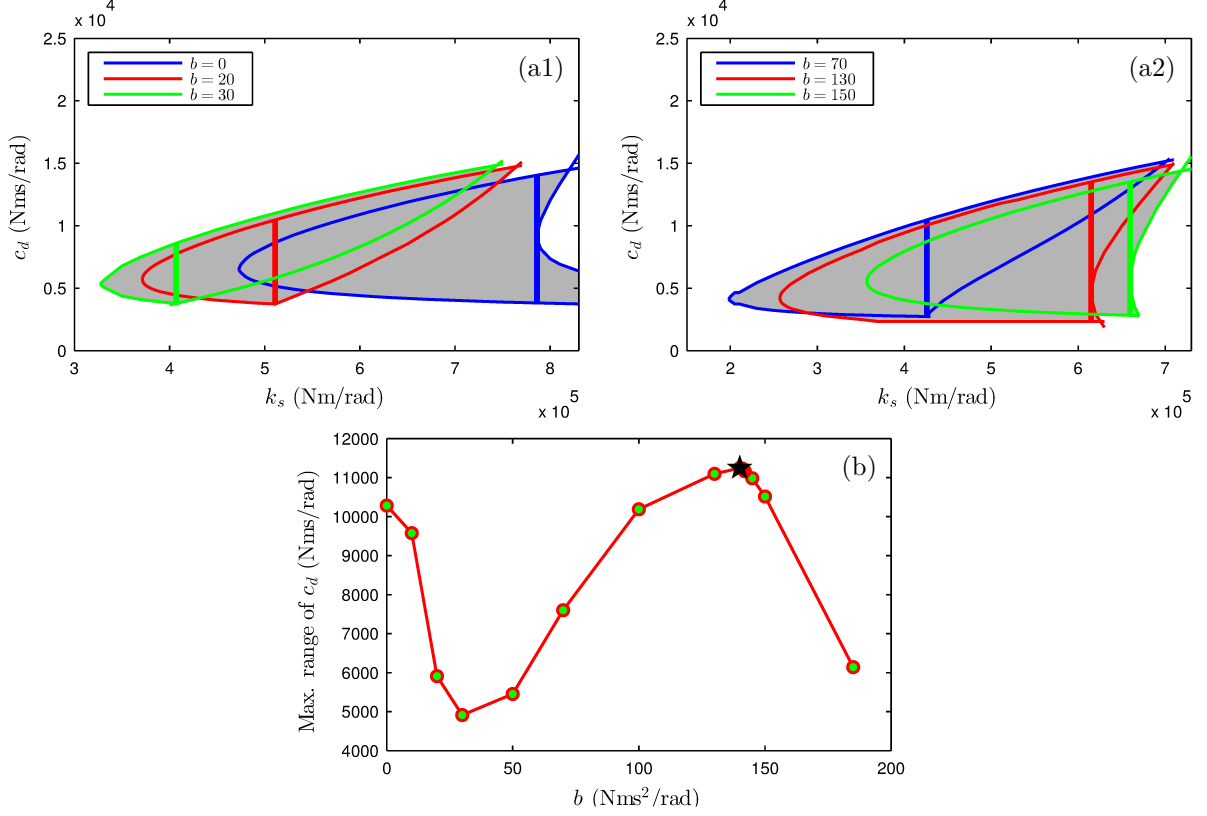 x 10^4
2.5
2
1.5
1
0.5
0
3 4 5 6 7 8
x 10^5
c_d (Nms/rad)
k_s (Nm/rad)
b = 0
b = 20
b = 30
(a1)
x 10^4
2.5
2
1.5
1
0.5
0
2 3 4 5 6 7
x 10^5
c_d (Nms/rad)
k_s (Nm/rad)
b = 70
b = 130
b = 150
(a2)
12000
11000
10000
9000
8000
7000
6000
5000
4000
0 50 100 150 200
Max. range of c_d (Nms/rad)
b (Nms²/rad)
(b)